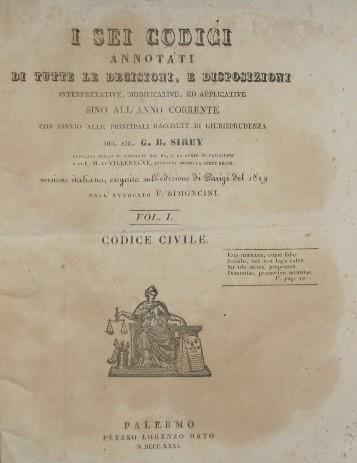 I SEI CODICI
ANNOTATI
DI TUTTE LE DECISIONI, E DISPOSIZIONI
INTERPRETATIVE, MODIFICATIVE, ED APPLICATIVE
SINO ALL'ANNO CORRENTE
CON RINVIO ALLE PRINCIPALI RACCOLTE DI GIURISPRUDENZA
DEL SIG. G. B. SIREY
E DI L. M. DE VILLENEUVE,
versione italiana, eseguita sull'edizione di Parigi del 1829
DALL'AVVOCATO F. SIMONCINI.
VOL. I.
CODICE CIVILE.
PALERMO
PRESSO LORENZO DATO
M.DCCC.XXXI.